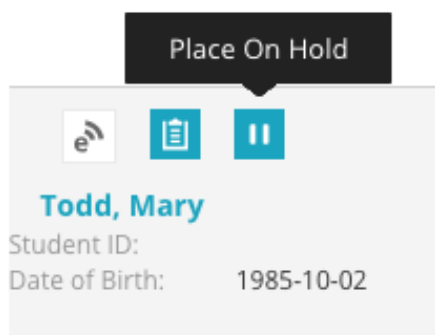 Place On Hold
e
Todd, Mary
Student ID:
Date of Birth: 1985-10-02